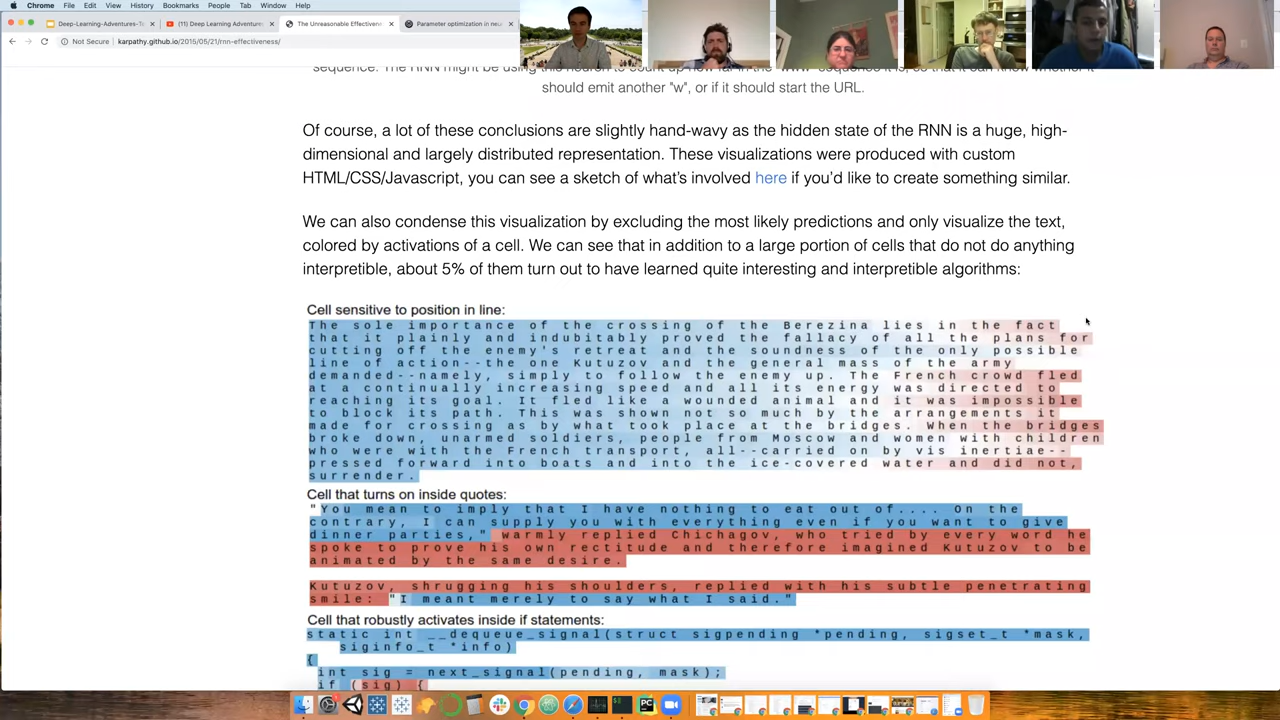 Chrome File Edit View History Bookmarks People Tab Window Help
Deep-Learning-Adventures-Te
(11) Deep Learning Adventures
The Unreasonable Effectivene
Parameter optimization in neu
Not Secure | karpathy.github.io/2015/05/21/rnn-effectiveness/
sequence. The RNN might be using this neuron to count up how far in the "www" sequence it is, so that it can know whether it
should emit another "w", or if it should start the URL.
Of course, a lot of these conclusions are slightly hand-wavy as the hidden state of the RNN is a huge, high-
dimensional and largely distributed representation. These visualizations were produced with custom
HTML/CSS/Javascript, you can see a sketch of what's involved here if you'd like to create something similar.
We can also condense this visualization by excluding the most likely predictions and only visualize the text,
colored by activations of a cell. We can see that in addition to a large portion of cells that do not do anything
interpretible, about 5% of them turn out to have learned quite interesting and interpretible algorithms:
Cell sensitive to position in line:
The sole importance of the crossing of the Berezina lies in the fact
that it plainly and indubitably proved the fallacy of all the plans for
cutting off the enemy's retreat and the soundness of the only possible
line of action--the one Kutuzov and the general mass of the army
demanded--namely, simply to follow the enemy up. The French crowd fled
at a continually increasing speed and all its energy was directed to
reaching its goal. It fled like a wounded animal and it was impossible
to block its path. This was shown not so much by the arrangements it
made for crossing as by what took place at the bridges. When the bridges
broke down, unarmed soldiers, people from Moscow and women with children
who were with the French transport, all--carried on by vis inertiae--
pressed forward into boats and into the ice-covered water and did not,
surrender.
Cell that turns on inside quotes:
"You mean to imply that I have nothing to eat out of.... On the
contrary, I can supply you with everything even if you want to give
dinner parties," warmly replied Chichagov, who tried by every word he
spoke to prove his own rectitude and therefore imagined Kutuzov to be
animated by the same desire.
Kutuzov, shrugging his shoulders, replied with his subtle penetrating
smile: "I meant merely to say what I said."
Cell that robustly activates inside if statements:
static int __dequeue_signal(struct sigpending *pending, sigset_t *mask,
siginfo_t *info)
{
int sig = next_signal(pending, mask);
if (sig) {
PC